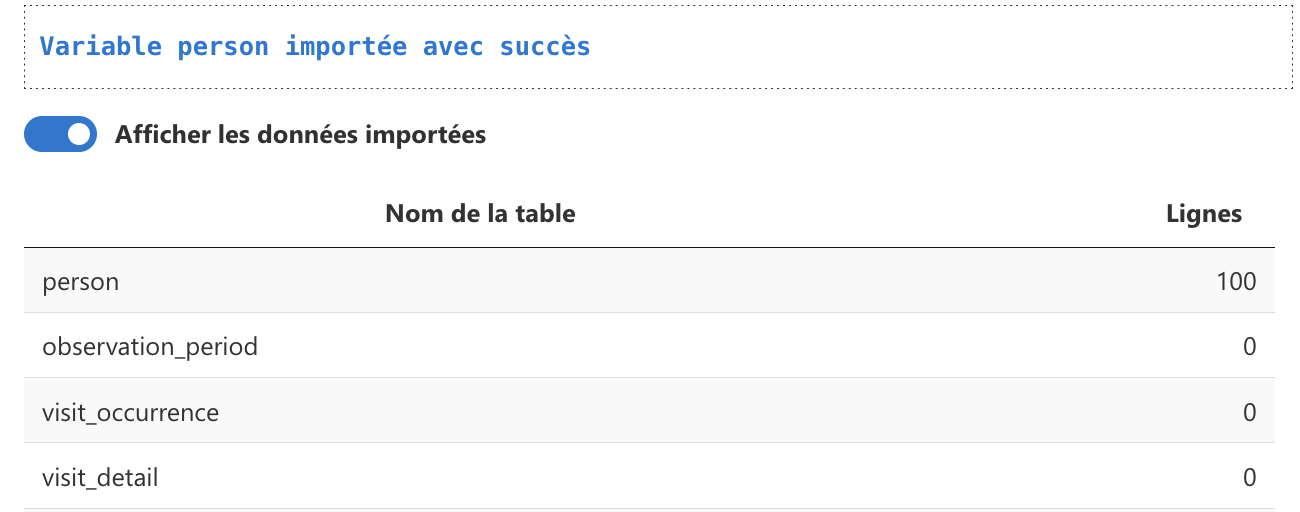 Variable person importée avec succès
Afficher les données importées
Nom de la table Lignes
person 100
observation_period 0
visit_occurrence 0
visit_detail 0